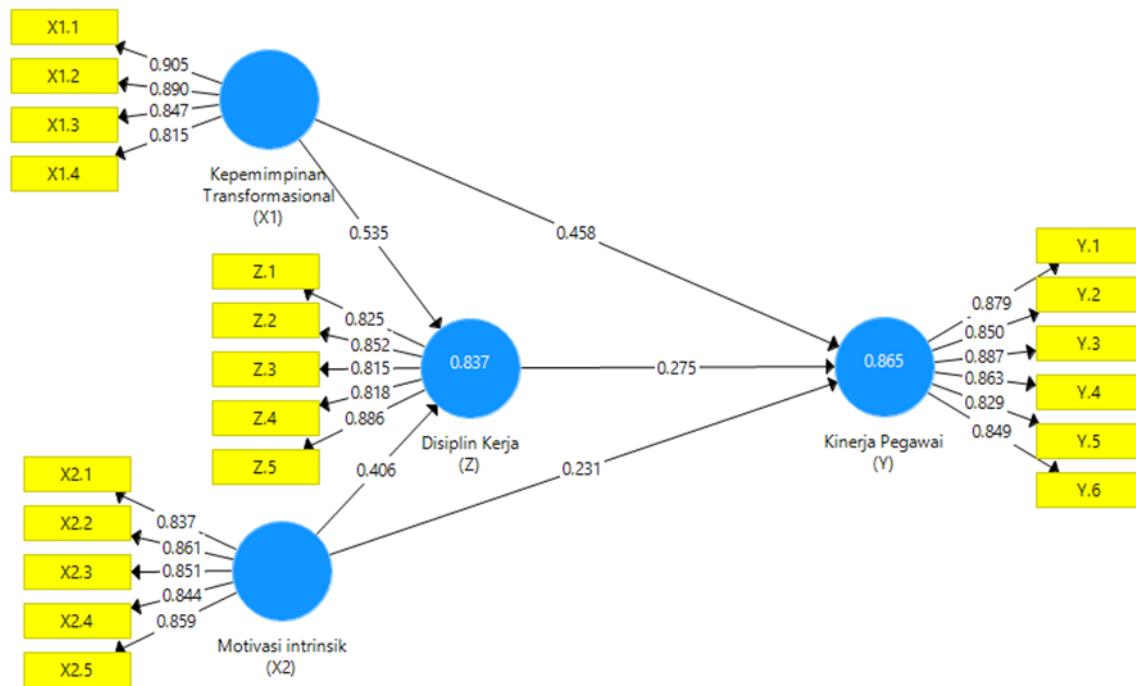 X1.1
X1.2
X1.3
X1.4
0.905
0.890
0.847
0.815
Kepemimpinan
Transformasional
(X1)
0.535
0.458
Z.1
Z.2
Z.3
Z.4
Z.5
0.825
0.852
0.815
0.818
0.886
0.837
Disiplin Kerja
(Z)
0.275
0.406
0.231
0.865
Kinerja Pegawai
(Y)
0.879
0.850
0.887
0.863
0.829
0.849
Y.1
Y.2
Y.3
Y.4
Y.5
Y.6
X2.1
X2.2
X2.3
X2.4
X2.5
0.837
0.861
0.851
0.844
0.859
Motivasi intrinsik
(X2)